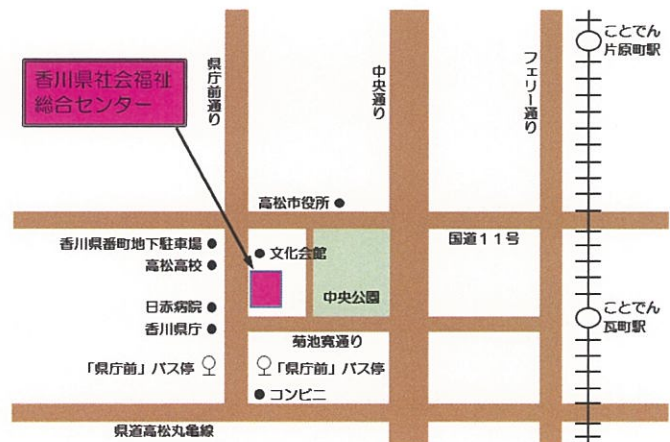 ことでん
片原町駅
香川県社会福祉
総合センター
県庁前通り
中央通り
フェリー通り
高松市役所
香川県番町地下駐車場
文化会館
国道11号
高松高校
中央公園
日赤病院
ことでん
瓦町駅
香川県庁
菊池寛通り
「県庁前」バス停
「県庁前」バス停
コンビニ
県道高松丸亀線